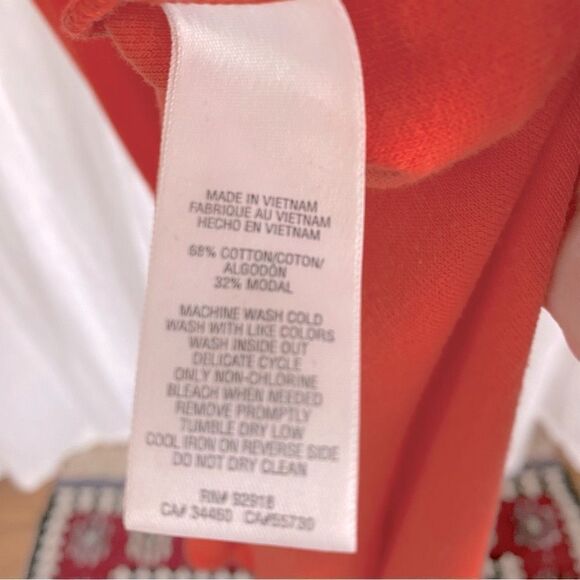 MADE IN VIETNAM
FABRIQUE AU VIETNAM
HECHO EN VIETNAM
68% COTTON/COTON/
ALGODÓN
32% MODAL
MACHINE WASH COLD
WASH WITH LIKE COLORS
WASH INSIDE OUT
DELICATE CYCLE
ONLY NON-CHLORINE
BLEACH WHEN NEEDED
REMOVE PROMPTLY
TUMBLE DRY LOW
COOL IRON ON REVERSE SIDE
DO NOT DRY CLEAN
RN# 92918
CA# 34460 CA#55730